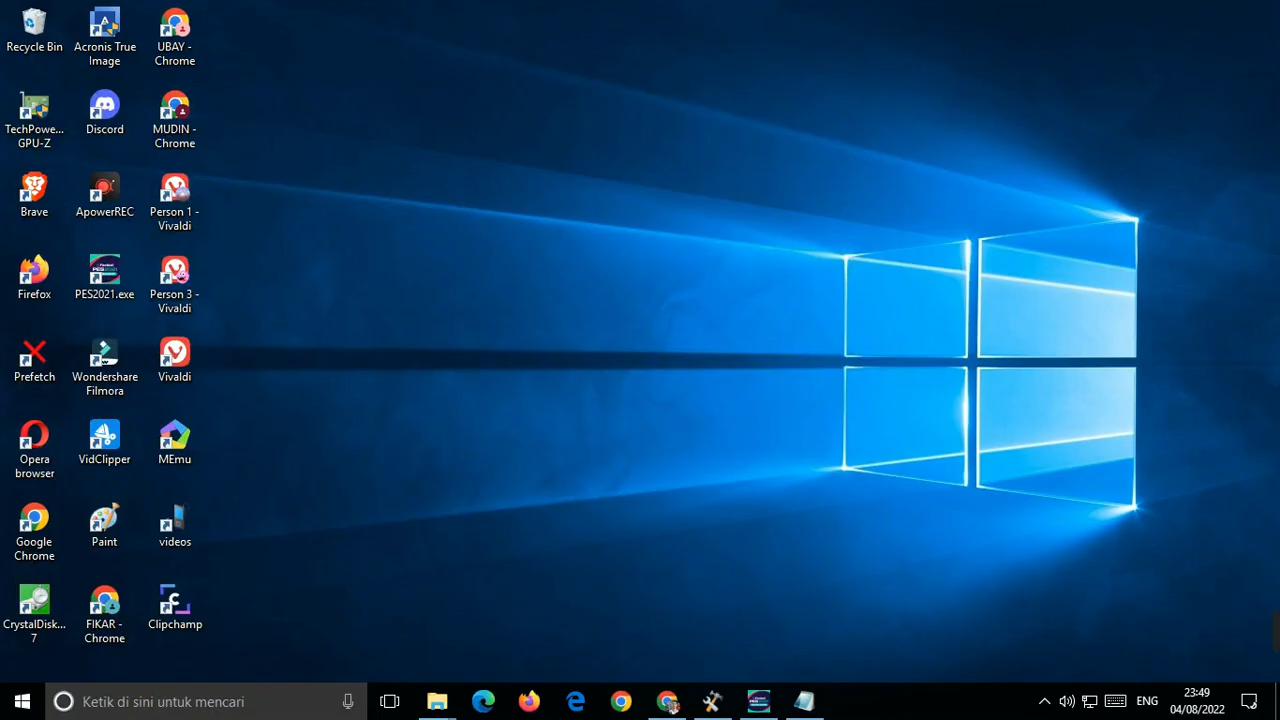 Recycle Bin
Acronis True
Image
UBAY -
Chrome
TechPowe...
GPU-Z
Discord
MUDIN -
Chrome
Brave
ApowerREC
Person 1 -
Vivaldi
Firefox
PES2021.exe
Person 3 -
Vivaldi
Prefetch
Wondershare
Filmora
Vivaldi
Opera
browser
VidClipper
MEmu
Google
Chrome
Paint
videos
CrystalDisk...
7
FIKAR -
Chrome
Clipchamp
Ketik di sini untuk mencari
ENG
23:49
04/08/2022